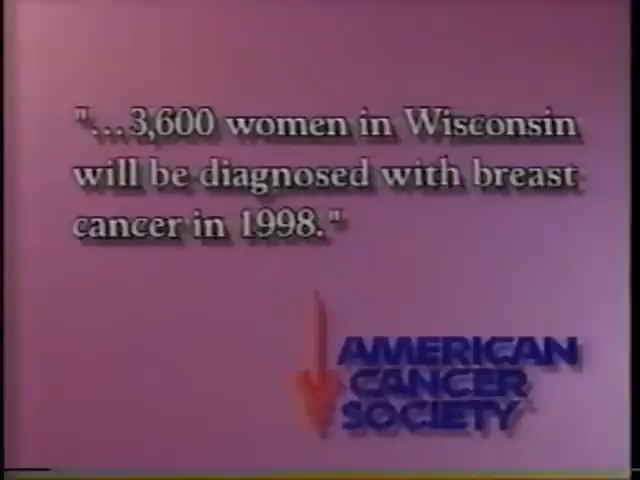 "...3,600 women in Wisconsin
will be diagnosed with breast
cancer in 1998."
AMERICAN
CANCER
SOCIETY